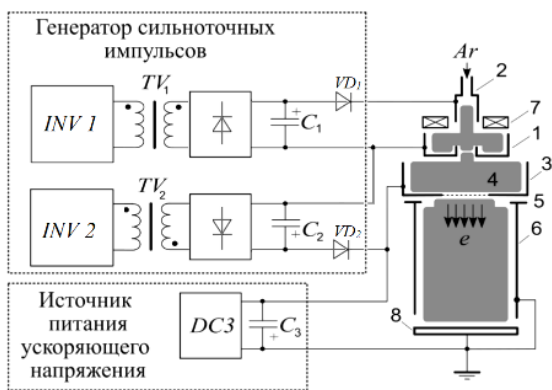 Генератор сильноточных
импульсов
INV 1
TV1
C1
+
VD1
INV 2
TV2
C2
+
VD2
Источник
питания
ускоряющего
напряжения
DC3
+
C3
Ar
2
7
1
3
4
5
e
6
8